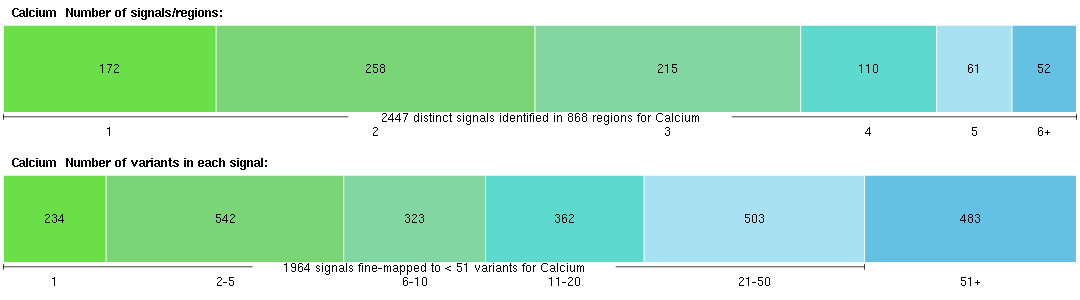 Calcium Number of signals/regions:
172 258 215 110 61 52
2447 distinct signals identified in 868 regions for Calcium
1 2 3 4 5 6+
Calcium Number of variants in each signal:
234 542 323 362 503 483
1964 signals fine-mapped to < 51 variants for Calcium
1 2-5 6-10 11-20 21-50 51+